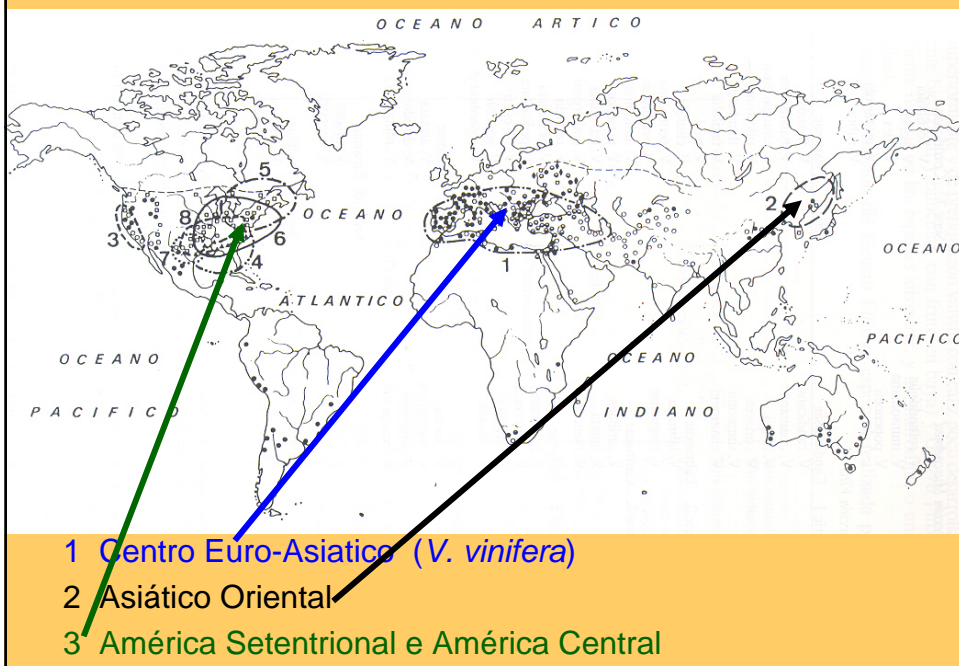 OCEANO ARTICO
5
OCEANO
8
2
3
6
OCEANO
7
4
1
ATLANTICO
PACIFICO
OCEANO
OCEANO
PACIFICO
INDIANO
1 Centro Euro-Asiatico (V. vinifera)
2 Asiático Oriental
3 América Setentrional e América Central